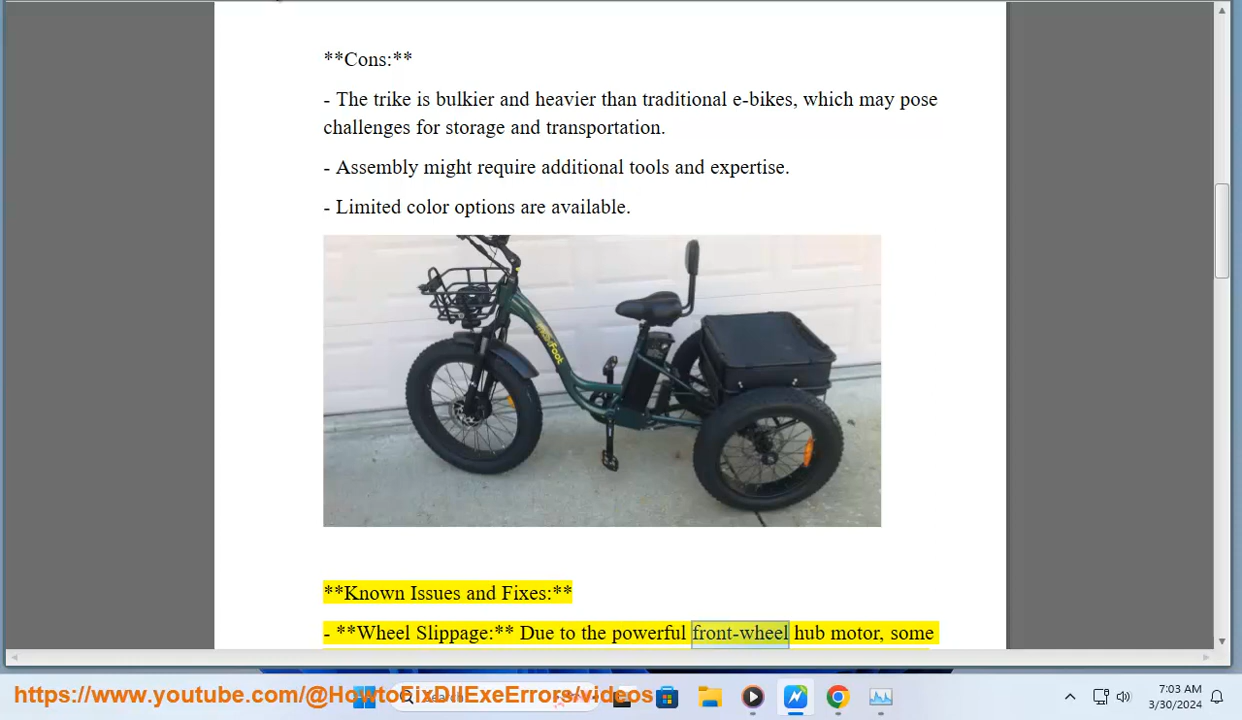 **Cons:**
- The trike is bulkier and heavier than traditional e-bikes, which may pose
challenges for storage and transportation.
- Assembly might require additional tools and expertise.
- Limited color options are available.
**Known Issues and Fixes:**
- **Wheel Slippage:** Due to the powerful front-wheel hub motor, some
https://www.youtube.com/@HowtoFixDllExeErrors/videos
7:03 AM
3/30/2024